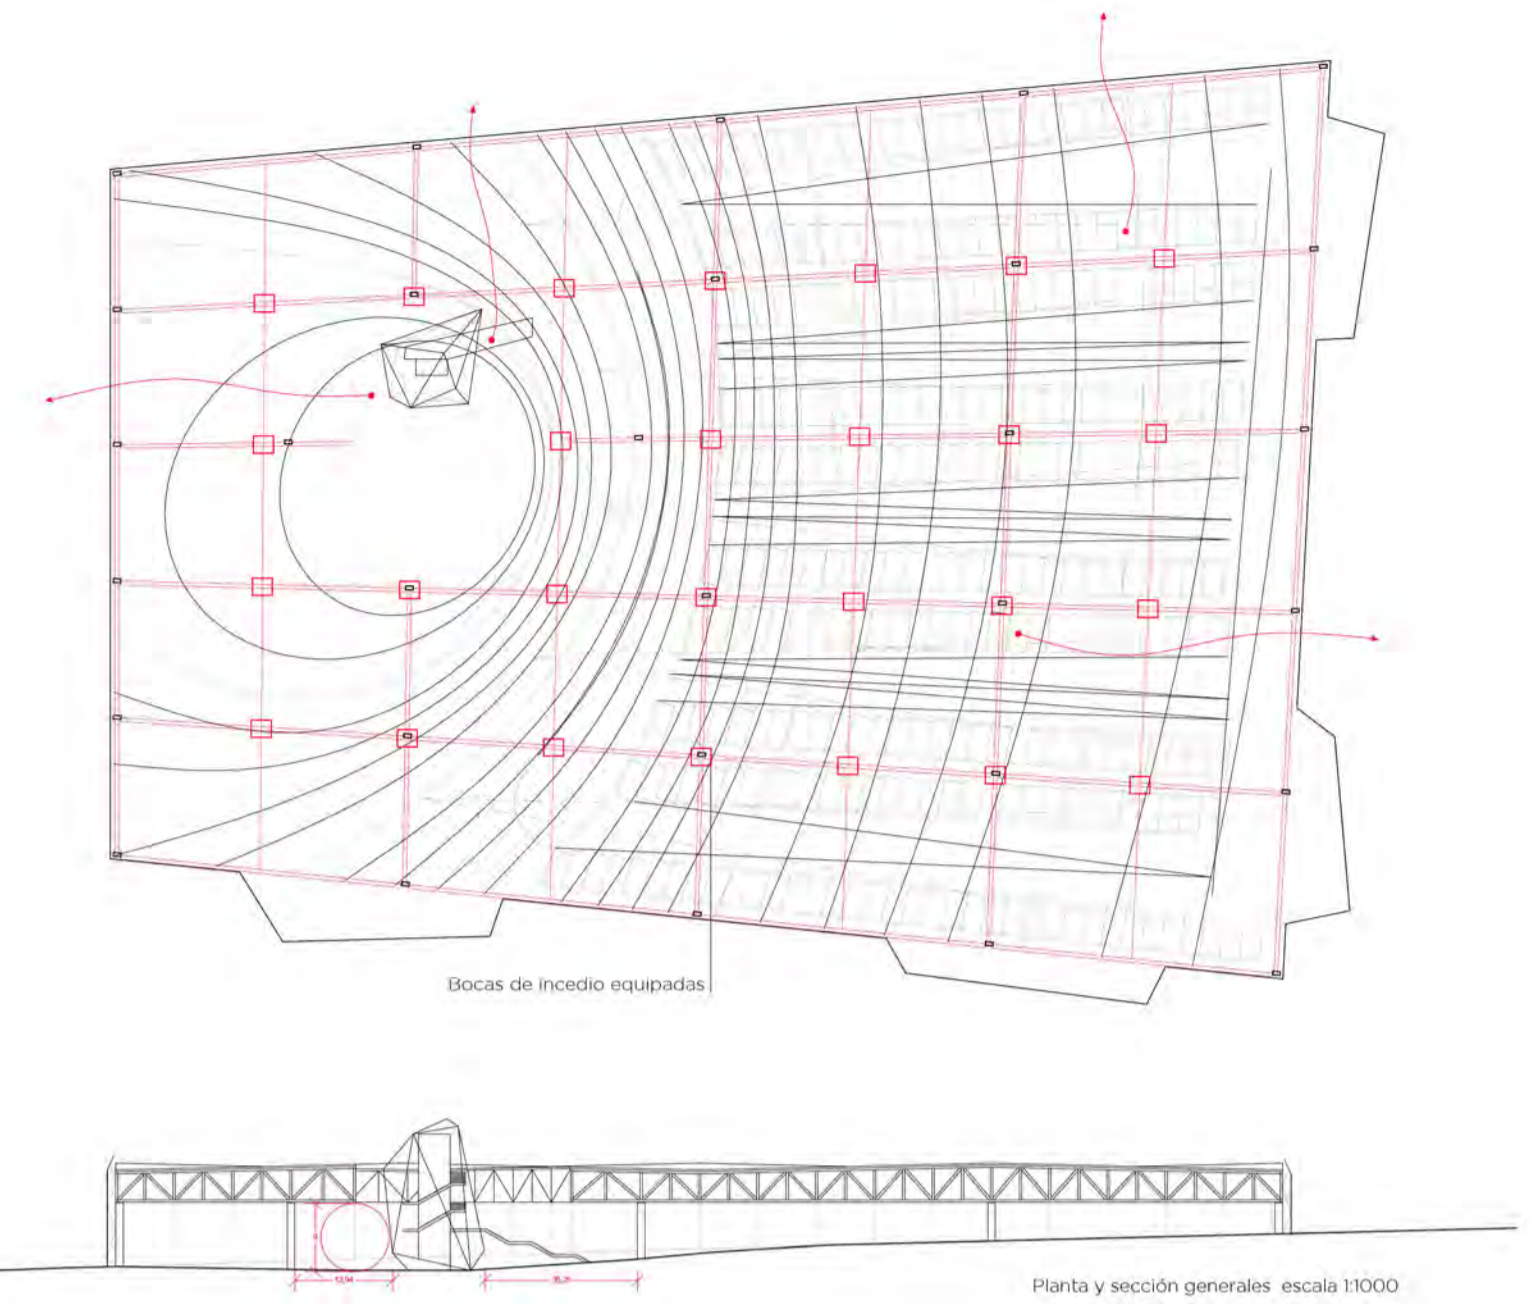 Bocas de incedio equipadas
Planta y sección generales escala 1:1000